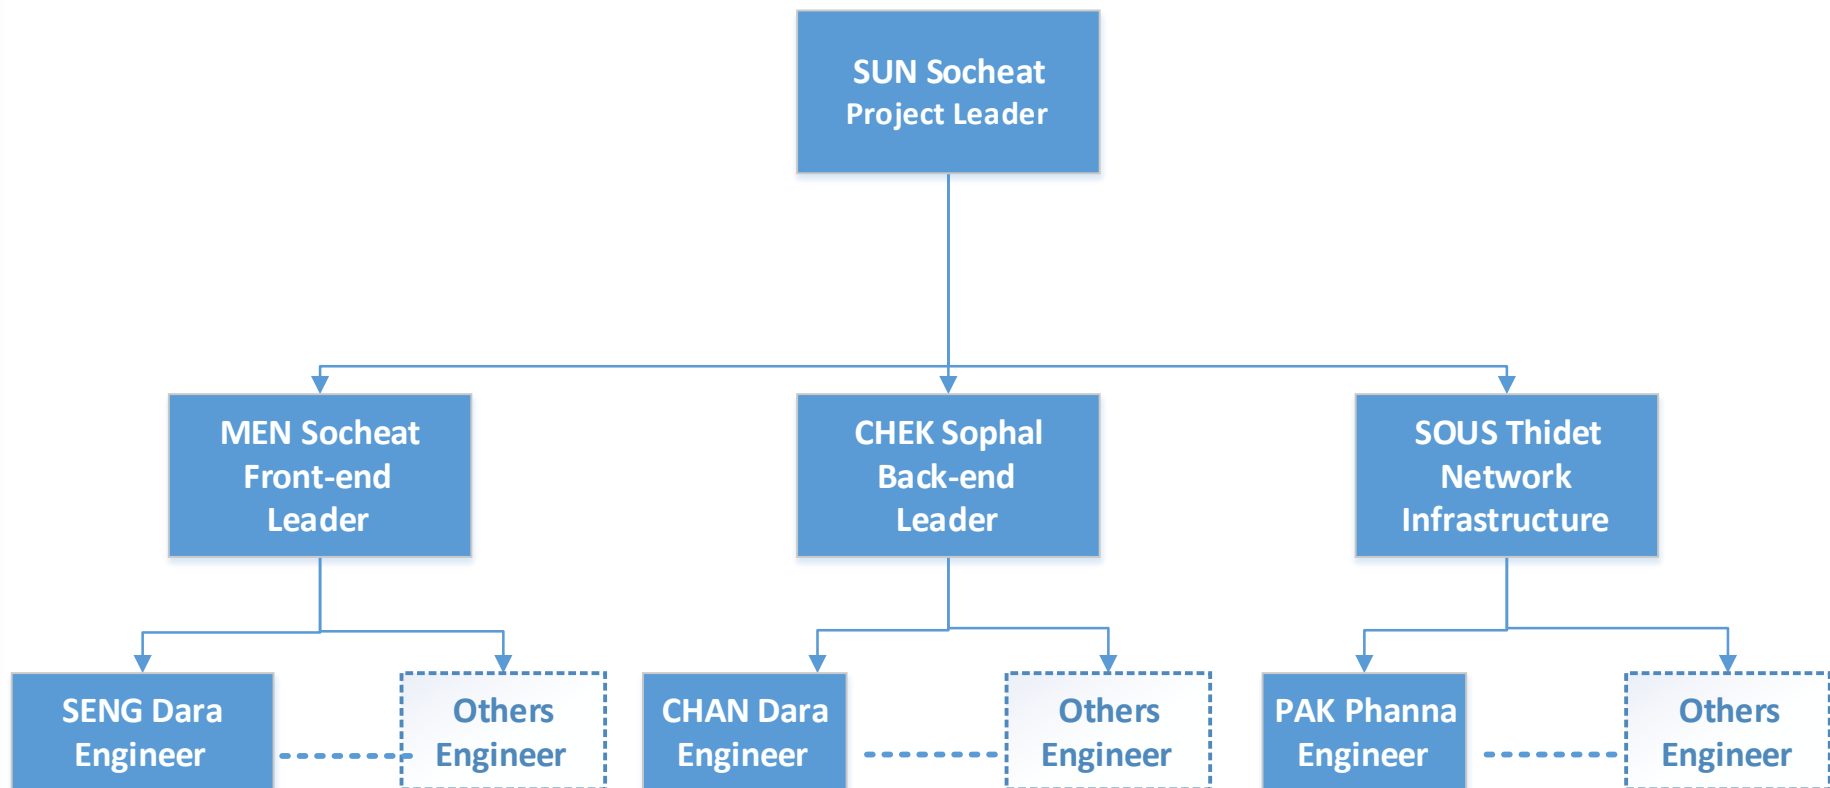 SUN Socheat
Project Leader
MEN Socheat
Front-end
Leader
CHEK Sophal
Back-end
Leader
SOUS Thidet
Network
Infrastructure
SENG Dara
Engineer
Others
Engineer
CHAN Dara
Engineer
Others
Engineer
PAK Phanna
Engineer
Others
Engineer